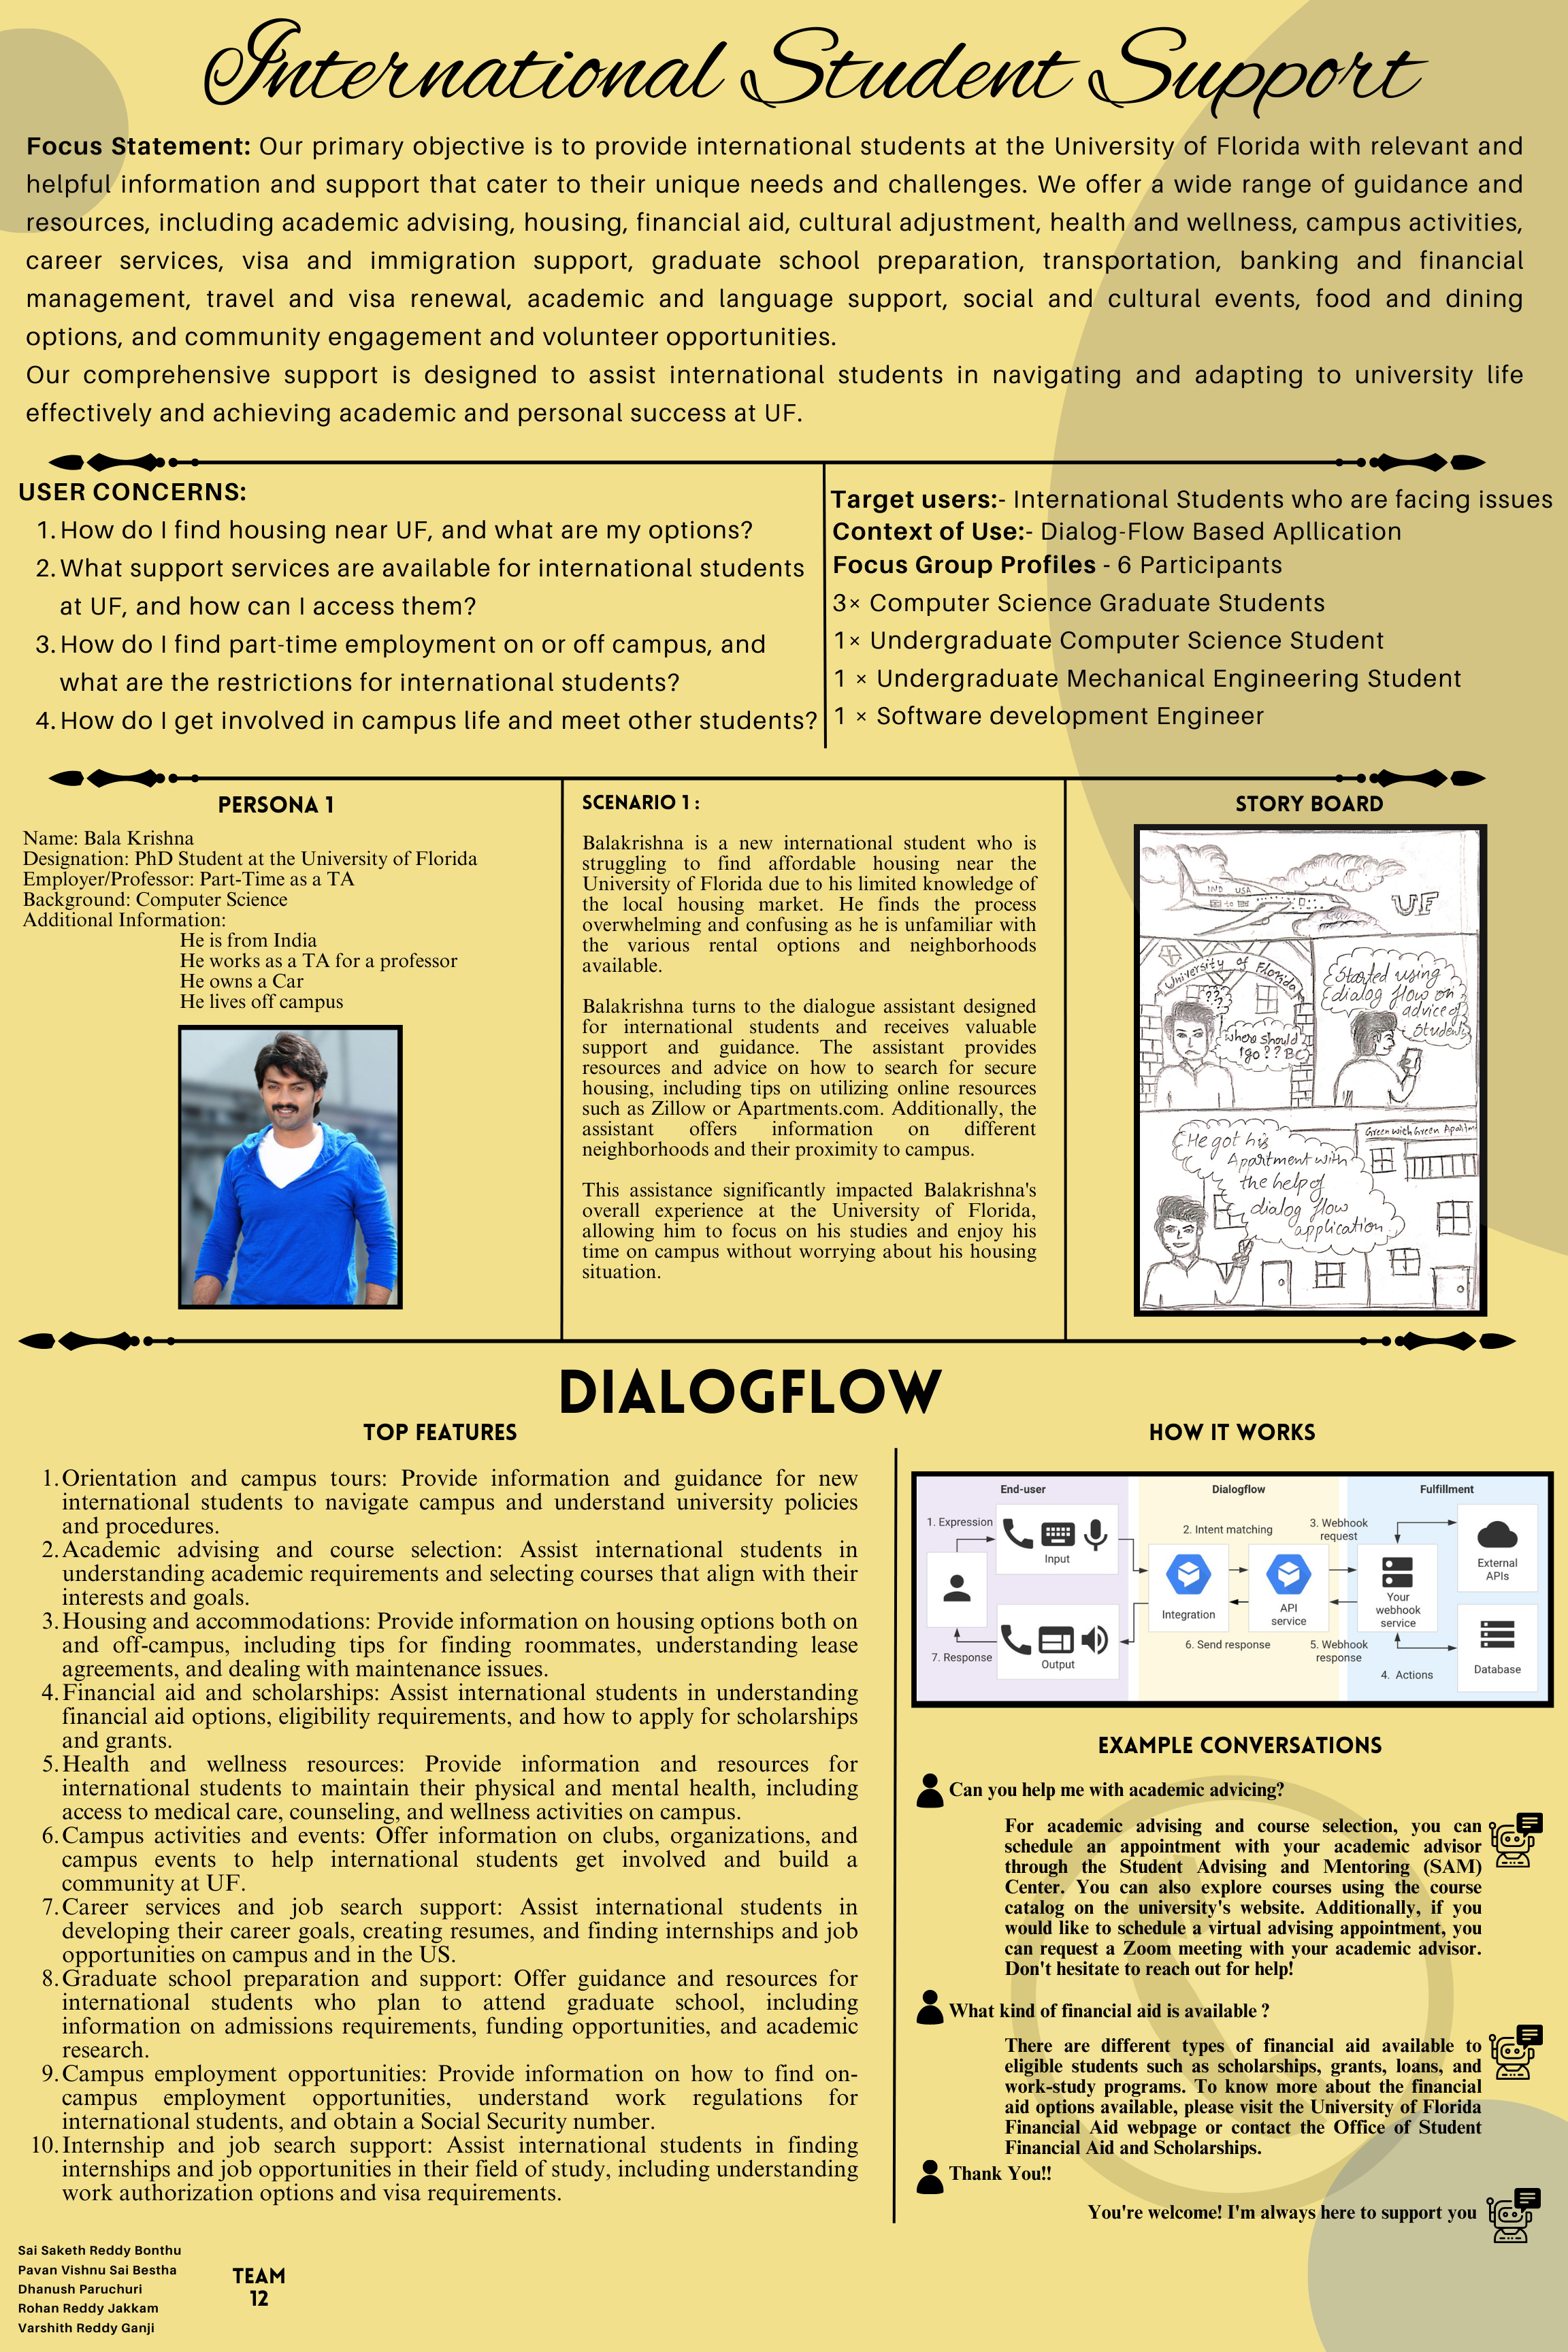 International Student Support
Focus Statement: Our primary objective is to provide international students at the University of Florida with relevant and
helpful information and support that cater to their unique needs and challenges. We offer a wide range of guidance and
resources, including academic advising, housing, financial aid, cultural adjustment, health and wellness, campus activities,
career services, visa and immigration support, graduate school preparation, transportation, banking and financial
management, travel and visa renewal, academic and language support, social and cultural events, food and dining
options, and community engagement and volunteer opportunities.
Our comprehensive support is designed to assist international students in navigating and adapting to university life
effectively and achieving academic and personal success at UF.
USER CONCERNS:
1. How do I find housing near UF, and what are my options?
2. What support services are available for international students
at UF, and how can I access them?
3. How do I find part-time employment on or off campus, and
what are the restrictions for international students?
4. How do I get involved in campus life and meet other students?
Target users:- International Students who are facing issues
Context of Use:- Dialog-Flow Based Apllication
Focus Group Profiles - 6 Participants
3× Computer Science Graduate Students
1× Undergraduate Computer Science Student
1 × Undergraduate Mechanical Engineering Student
1 × Software development Engineer
PERSONA 1
Name: Bala Krishna
Designation: PhD Student at the University of Florida
Employer/Professor: Part-Time as a TA
Background: Computer Science
Additional Information:
He is from India
He works as a TA for a professor
He owns a Car
He lives off campus
SCENARIO 1 :
Balakrishna is a new international student who is
struggling to find affordable housing near the
University of Florida due to his limited knowledge of
the local housing market. He finds the process
overwhelming and confusing as he is unfamiliar with
the various rental options and neighborhoods
available.
Balakrishna turns to the dialogue assistant designed
for international students and receives valuable
support and guidance. The assistant provides
resources and advice on how to search for secure
housing, including tips on utilizing online resources
such as Zillow or Apartments.com. Additionally, the
assistant offers information on different
neighborhoods and their proximity to campus.
This assistance significantly impacted Balakrishna's
overall experience at the University of Florida,
allowing him to focus on his studies and enjoy his
time on campus without worrying about his housing
situation.
STORY BOARD
IND USA
UF
University of Florida
???
where should
I go ?? BC
Started using
dialog flow on
advice of
students
He got his
Apartment with
the help of
dialog flow
application.
Green wich Green
DIALOGFLOW
TOP FEATURES
1. Orientation and campus tours: Provide information and guidance for new
international students to navigate campus and understand university policies
and procedures.
2. Academic advising and course selection: Assist international students in
understanding academic requirements and selecting courses that align with their
interests and goals.
3. Housing and accommodations: Provide information on housing options both on
and off-campus, including tips for finding roommates, understanding lease
agreements, and dealing with maintenance issues.
4. Financial aid and scholarships: Assist international students in understanding
financial aid options, eligibility requirements, and how to apply for scholarships
and grants.
5. Health and wellness resources: Provide information and resources for
international students to maintain their physical and mental health, including
access to medical care, counseling, and wellness activities on campus.
6. Campus activities and events: Offer information on clubs, organizations, and
campus events to help international students get involved and build a
community at UF.
7. Career services and job search support: Assist international students in
developing their career goals, creating resumes, and finding internships and job
opportunities on campus and in the US.
8. Graduate school preparation and support: Offer guidance and resources for
international students who plan to attend graduate school, including
information on admissions requirements, funding opportunities, and academic
research.
9. Campus employment opportunities: Provide information on how to find on-
campus employment opportunities, understand work regulations for
international students, and obtain a Social Security number.
10. Internship and job search support: Assist international students in finding
internships and job opportunities in their field of study, including understanding
work authorization options and visa requirements.
HOW IT WORKS
End-user
Dialogflow
Fulfillment
1. Expression
Input
2. Intent matching
3. Webhook
request
External
APIs
Integration
API
service
Your
webhook
service
7. Response
Output
6. Send response
5. Webhook
response
4. Actions
Database
EXAMPLE CONVERSATIONS
Can you help me with academic advicing?
For academic advising and course selection, you can
schedule an appointment with your academic advisor
through the Student Advising and Mentoring (SAM)
Center. You can also explore courses using the course
catalog on the university's website. Additionally, if you
would like to schedule a virtual advising appointment, you
can request a Zoom meeting with your academic advisor.
Don't hesitate to reach out for help!
What kind of financial aid is available ?
There are different types of financial aid available to
eligible students such as scholarships, grants, loans, and
work-study programs. To know more about the financial
aid options available, please visit the University of Florida
Financial Aid webpage or contact the Office of Student
Financial Aid and Scholarships.
Thank You!!
You're welcome! I'm always here to support you
Sai Saketh Reddy Bonthu
Pavan Vishnu Sai Bestha
Dhanush Paruchuri
Rohan Reddy Jakkam
Varshith Reddy Ganji
TEAM
12